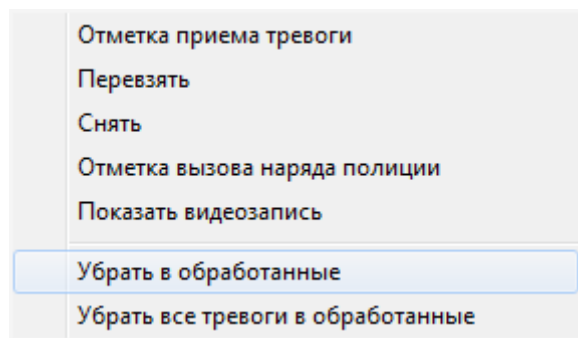 Отметка приема тревоги
Перевзять
Снять
Отметка вызова наряда полиции
Показать видеозапись
Убрать в обработанные
Убрать все тревоги в обработанные